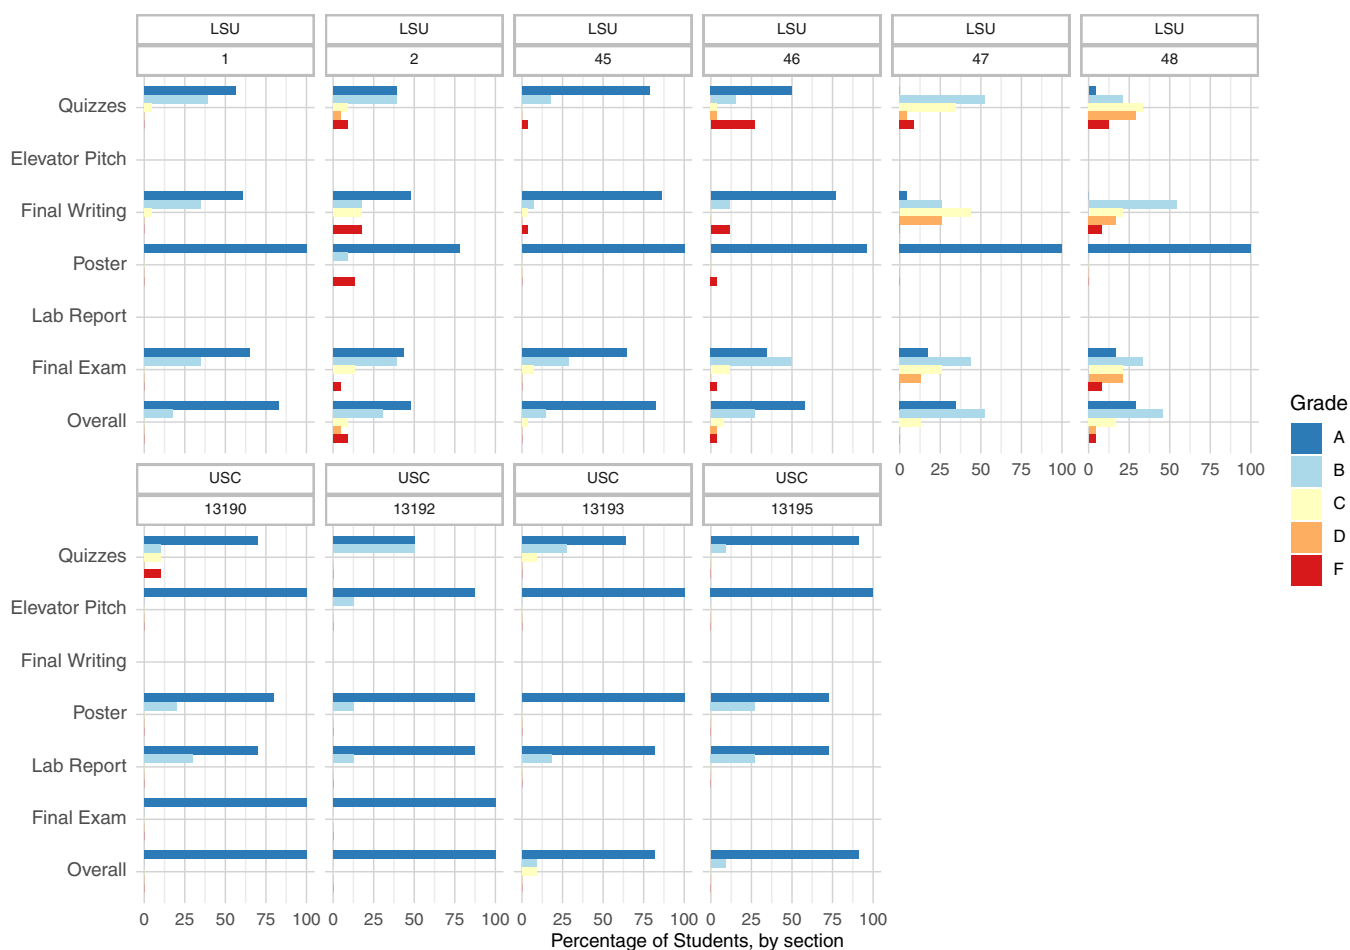 LSU LSU LSU LSU LSU LSU
1 2 45 46 47 48
Quizzes
Elevator Pitch
Final Writing
Poster
Lab Report
Final Exam
Overall
0 25 50 75 100 0 25 50 75 100
USC USC USC USC
13190 13192 13193 13195
Quizzes
Elevator Pitch
Final Writing
Poster
Lab Report
Final Exam
Overall
0 25 50 75 100 0 25 50 75 100 0 25 50 75 100 0 25 50 75 100
Percentage of Students, by section
Grade
A
B
C
D
F